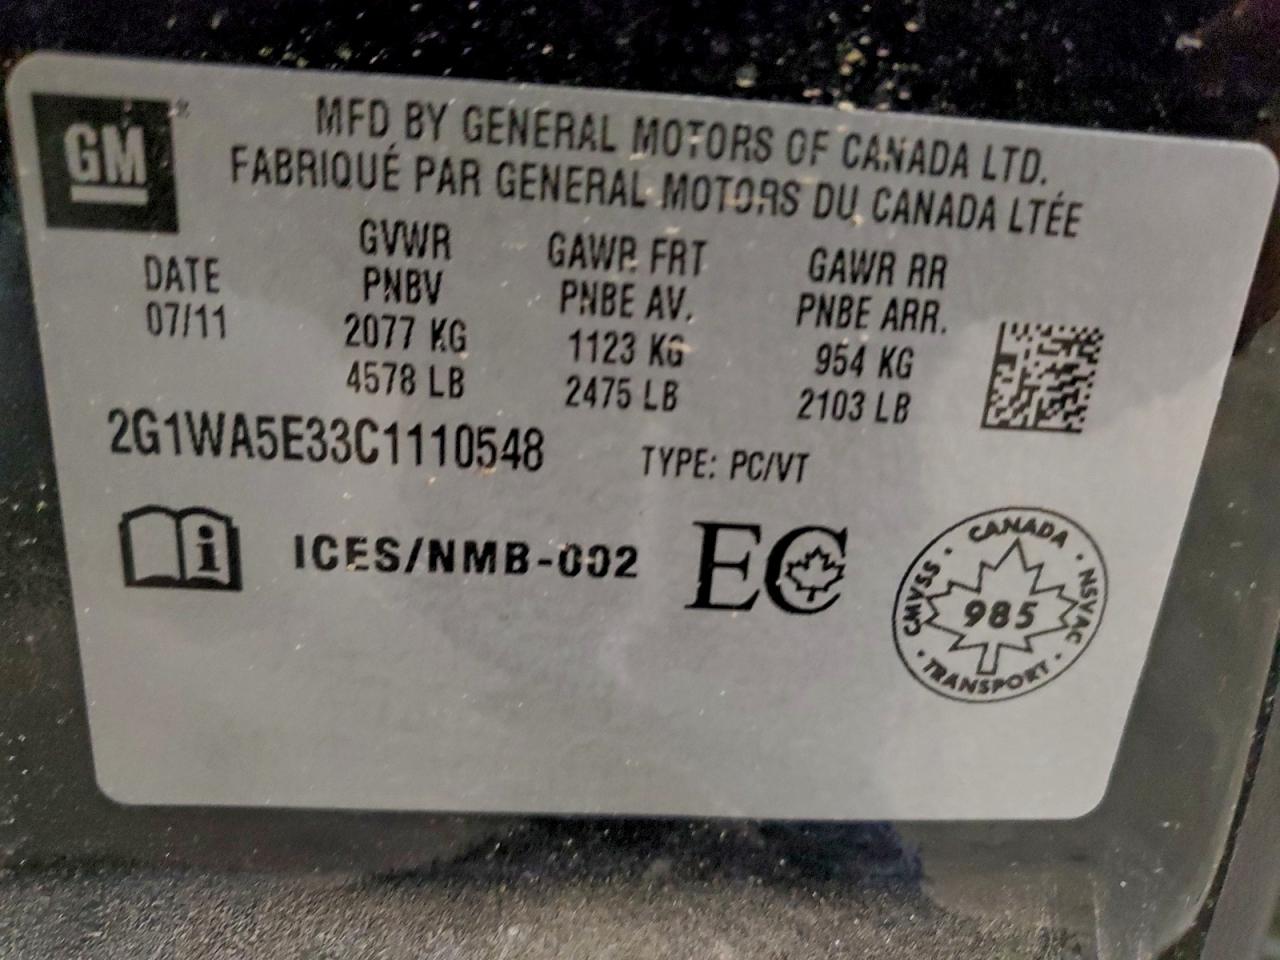 GM
MFD BY GENERAL MOTORS OF CANADA LTD.
FABRIQUÉ PAR GENERAL MOTORS DU CANADA LTÉE
DATE
07/11
GVWR
PNBV
2077 KG
4578 LB
GAWR FRT
PNBE AV.
1123 KG
2475 LB
GAWR RR
PNBE ARR.
954 KG
2103 LB
2G1WA5E33C1110548
TYPE: PC/VT
i
ICES/NMB-002
EC
CANADA · NSVAC · TRANSPORT · CMVSS ·
985